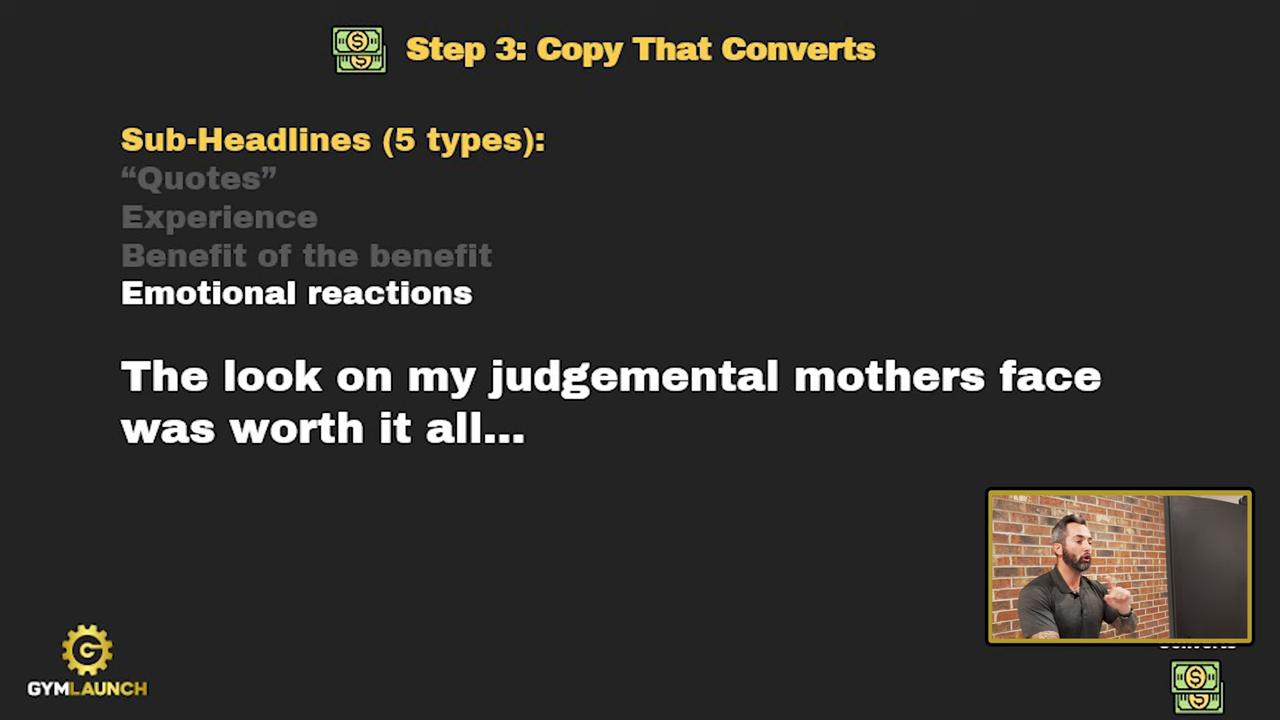 Step 3: Copy That Converts
Sub-Headlines (5 types):
“Quotes”
Experience
Benefit of the benefit
Emotional reactions
The look on my judgemental mothers face
was worth it all...
GYMLAUNCH